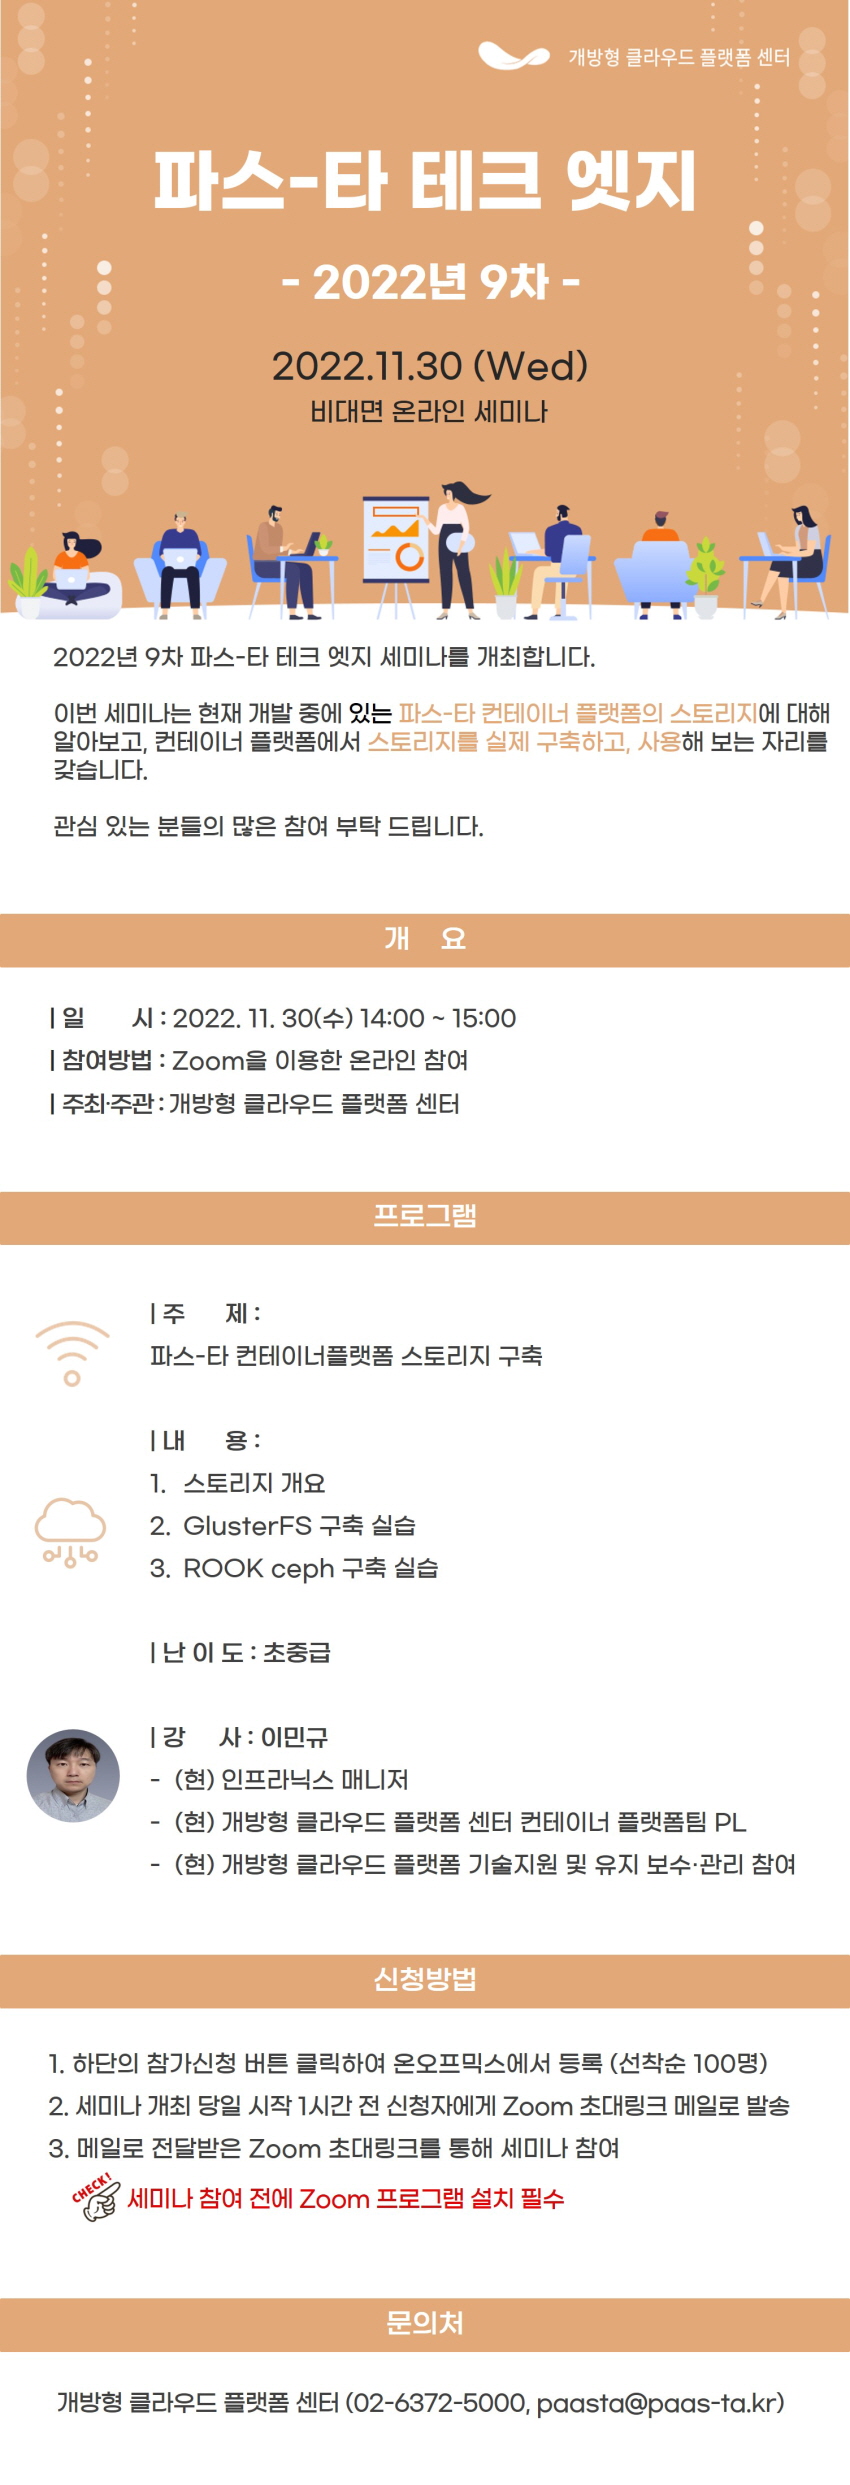 개방형 클라우드 플랫폼 센터
파스-타 테크 엣지
- 2022년 9차 -
2022.11.30 (Wed)
비대면 온라인 세미나
2022년 9차 파스-타 테크 엣지 세미나를 개최합니다.
이번 세미나는 현재 개발 중에 있는 파스-타 컨테이너 플랫폼의 스토리지에 대해
알아보고, 컨테이너 플랫폼에서 스토리지를 실제 구축하고, 사용해 보는 자리를
갖습니다.
관심 있는 분들의 많은 참여 부탁 드립니다.
개 요
| 일 시 : 2022. 11. 30(수) 14:00 ~ 15:00
| 참여방법 : Zoom을 이용한 온라인 참여
| 주최·주관 : 개방형 클라우드 플랫폼 센터
프로그램
| 주 제 :
파스-타 컨테이너플랫폼 스토리지 구축
| 내 용 :
1. 스토리지 개요
2. GlusterFS 구축 실습
3. ROOK ceph 구축 실습
| 난 이 도 : 초중급
| 강 사 : 이민규
- (현) 인프라닉스 매니저
- (현) 개방형 클라우드 플랫폼 센터 컨테이너 플랫폼팀 PL
- (현) 개방형 클라우드 플랫폼 기술지원 및 유지 보수·관리 참여
신청방법
1. 하단의 참가신청 버튼 클릭하여 온오프믹스에서 등록 (선착순 100명)
2. 세미나 개최 당일 시작 1시간 전 신청자에게 Zoom 초대링크 메일로 발송
3. 메일로 전달받은 Zoom 초대링크를 통해 세미나 참여
CHECK! 세미나 참여 전에 Zoom 프로그램 설치 필수
문의처
개방형 클라우드 플랫폼 센터 (02-6372-5000, paasta@paas-ta.kr)